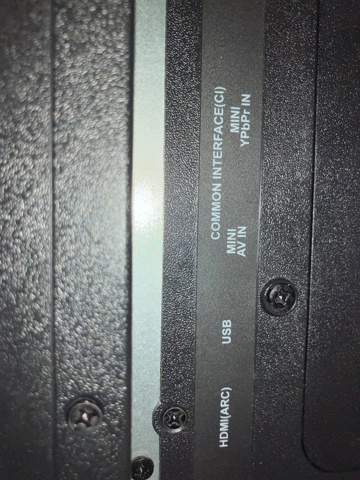 COMMON INTERFACE(CI)
MINI
YPbPr IN
MINI
AV IN
USB
HDMI(ARC)